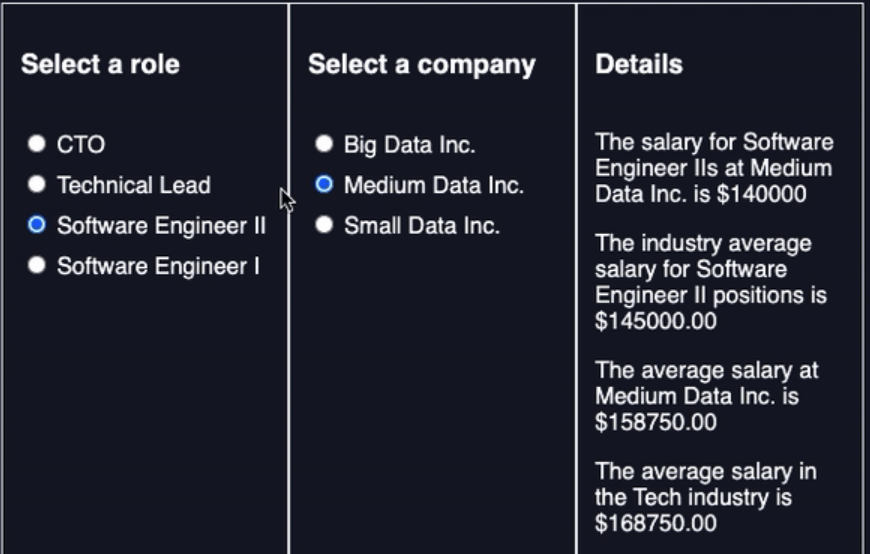 Select a role
CTO
Technical Lead
Software Engineer II
Software Engineer I
Select a company
Big Data Inc.
Medium Data Inc.
Small Data Inc.
Details
The salary for Software
Engineer IIs at Medium
Data Inc. is $140000
The industry average
salary for Software
Engineer II positions is
$145000.00
The average salary at
Medium Data Inc. is
$158750.00
The average salary in
the Tech industry is
$168750.00